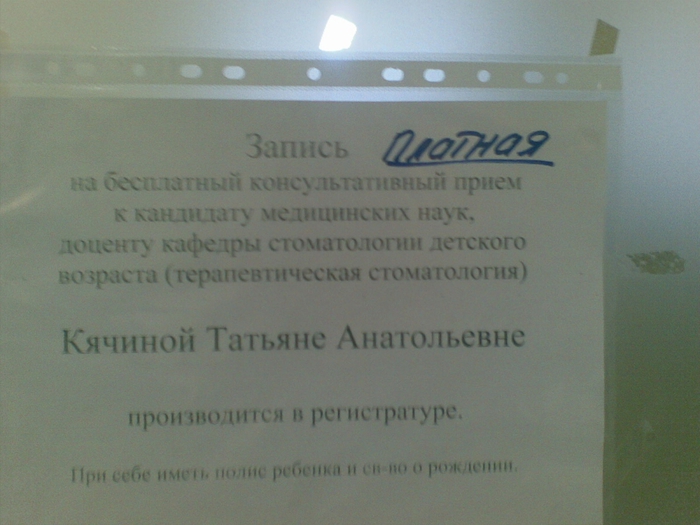 Запись Платная
на бесплатный консультативный прием
к кандидату медицинских наук,
доценту кафедры стоматологии детского
возраста (терапевтическая стоматология)
Кячиной Татьяне Анатольевне
производится в регистратуре.
При себе иметь полис ребенка и св-во о рождении.